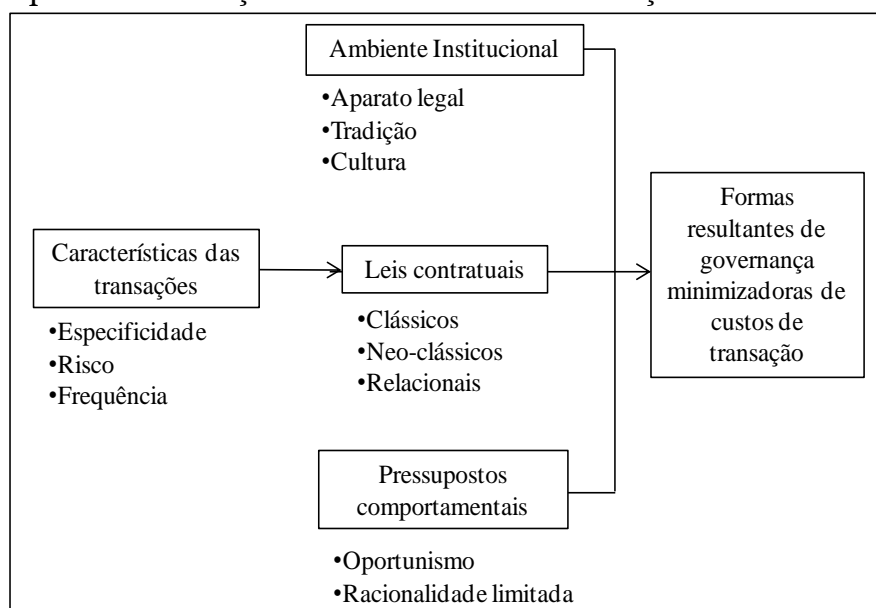 Ambiente Institucional
•Aparato legal
•Tradição
•Cultura
Características das
transações
•Especificidade
•Risco
•Frequência
Leis contratuais
•Clássicos
•Neo-clássicos
•Relacionais
Formas
resultantes de
governança
minimizadoras de
custos de
transação
Pressupostos
comportamentais
•Oportunismo
•Racionalidade limitada